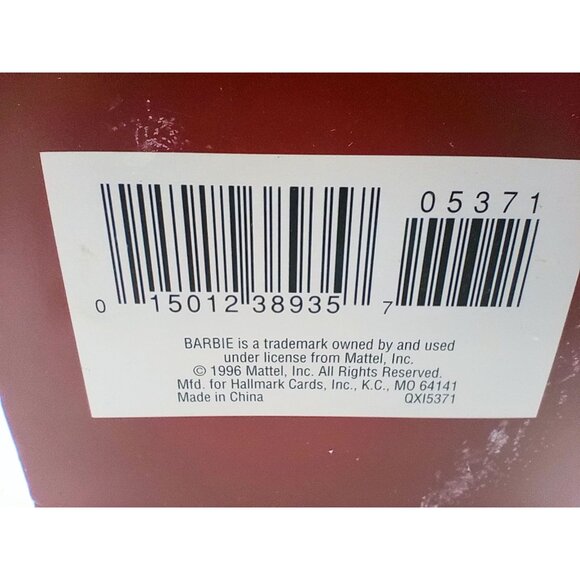 05371
0 15012 38935 7
BARBIE is a trademark owned by and used
under license from Mattel, Inc.
© 1996 Mattel, Inc. All Rights Reserved.
Mfd. for Hallmark Cards, Inc., K.C., MO 64141
Made in China QXI5371